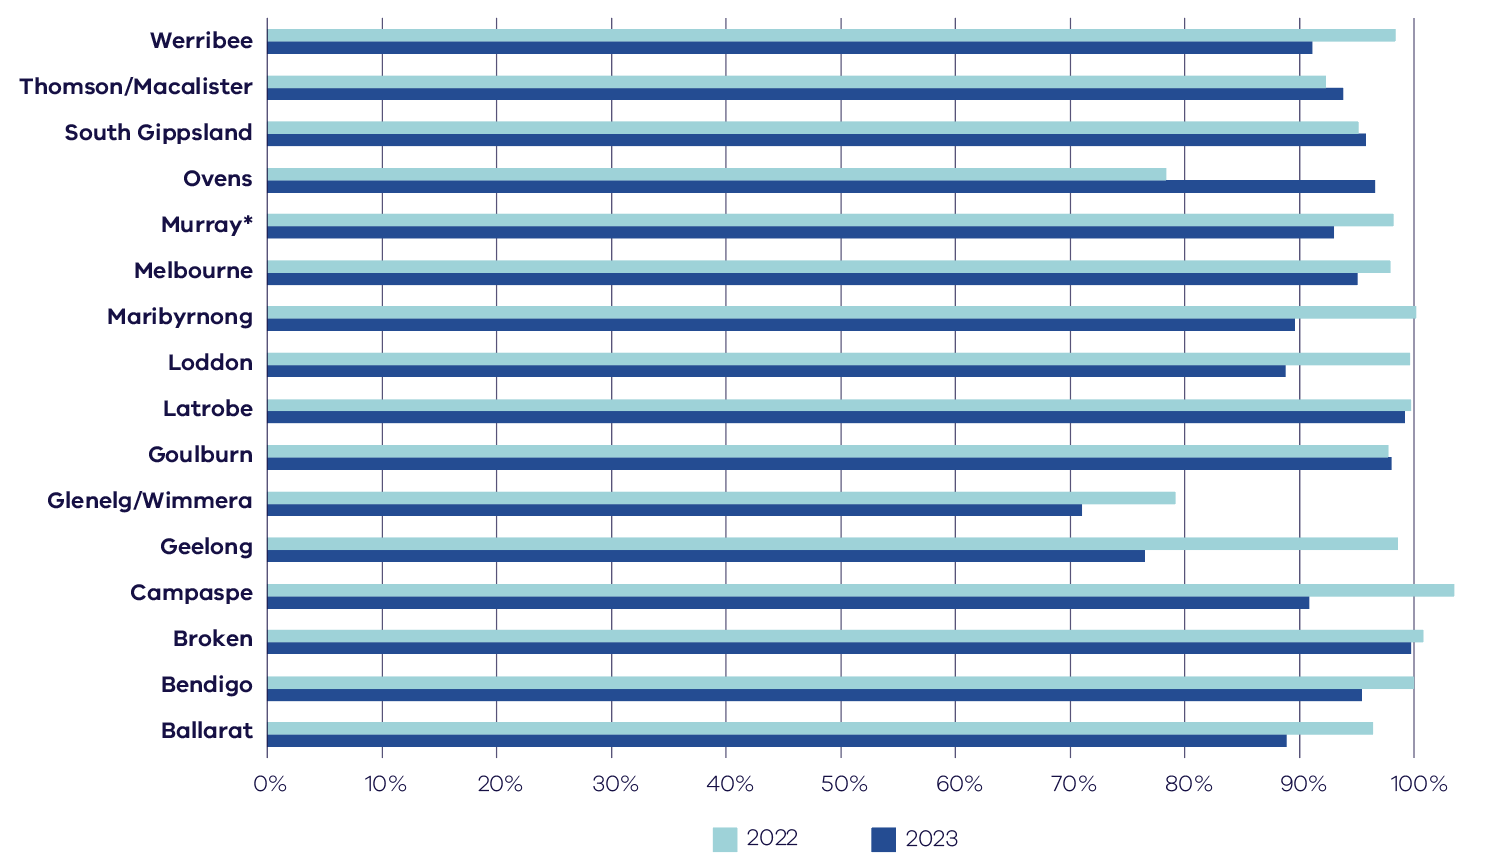 Werribee
Thomson/Macalister
South Gippsland
Ovens
Murray*
Melbourne
Maribyrnong
Loddon
Latrobe
Goulburn
Glenelg/Wimmera
Geelong
Campaspe
Broken
Bendigo
Ballarat
0% 10% 20% 30% 40% 50% 60% 70% 80% 90% 100%
2022 2023